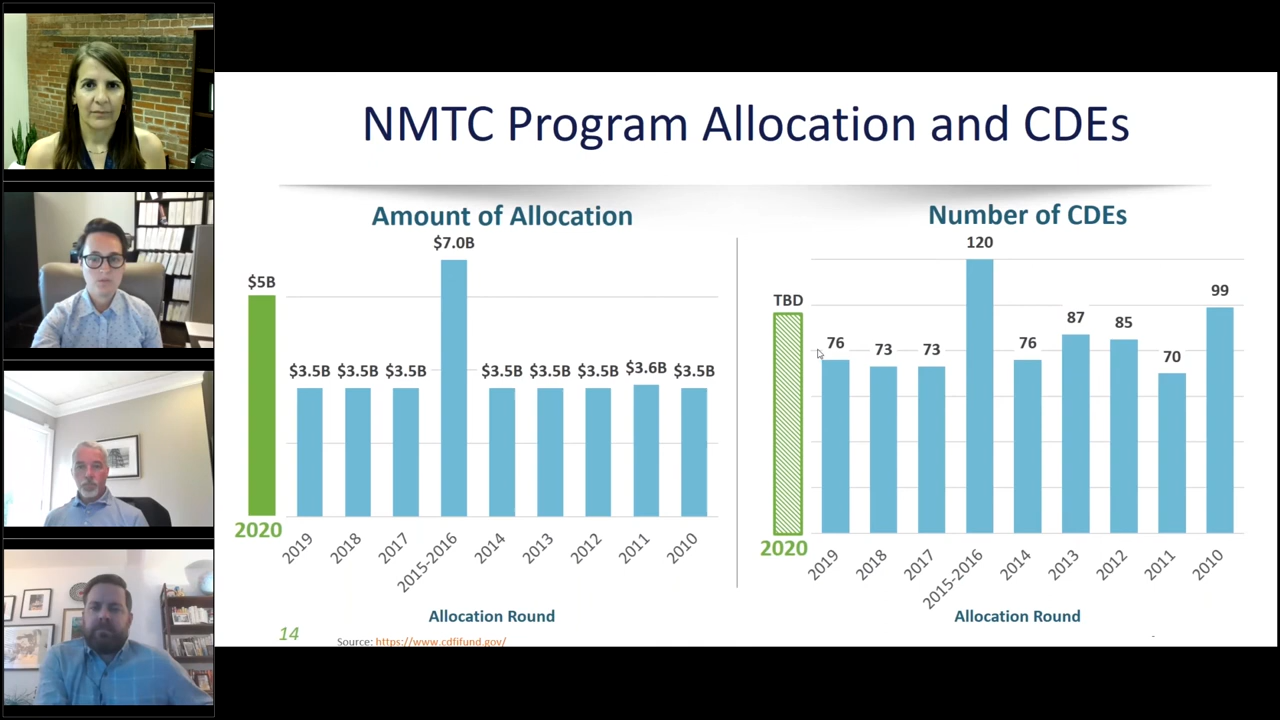 NMTC Program Allocation and CDEs
Amount of Allocation
$7.0B
$5B
$3.5B $3.5B $3.5B $3.5B $3.5B $3.5B $3.6B $3.5B
2020
2019 2018 2017 2015-2016 2014 2013 2012 2011 2010
Allocation Round
Number of CDEs
120
TBD
76 73 73 76 87 85 70 99
2020
2019 2018 2017 2015-2016 2014 2013 2012 2011 2010
Allocation Round
14
Source: https://www.cdfifund.gov/